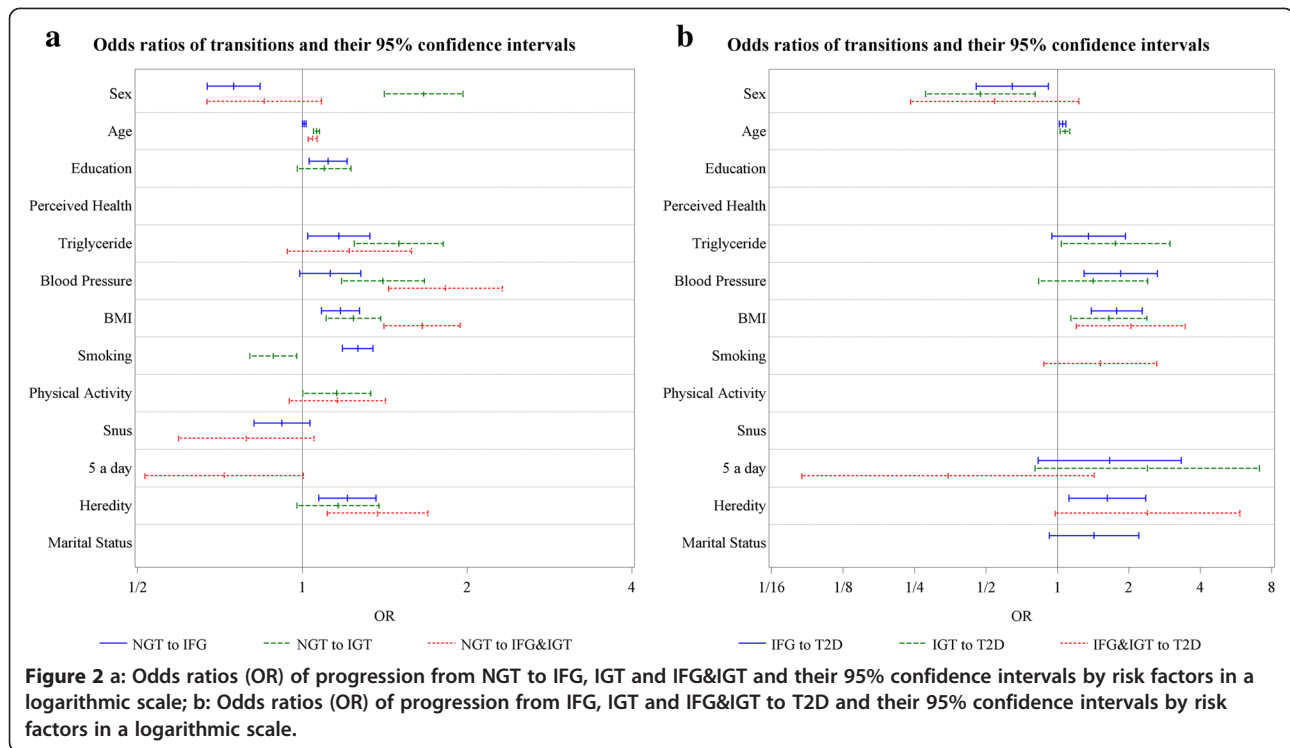 a
Odds ratios of transitions and their 95% confidence intervals
Sex
Age
Education
Perceived Health
Triglyceride
Blood Pressure
BMI
Smoking
Physical Activity
Snus
5 a day
Heredity
Marital Status
1/2 1 2 4
OR
NGT to IFG NGT to IGT NGT to IFG&IGT
b
Odds ratios of transitions and their 95% confidence intervals
Sex
Age
Education
Perceived Health
Triglyceride
Blood Pressure
BMI
Smoking
Physical Activity
Snus
5 a day
Heredity
Marital Status
1/16 1/8 1/4 1/2 1 2 4 8
OR
IFG to T2D IGT to T2D IFG&IGT to T2D
Figure 2 a: Odds ratios (OR) of progression from NGT to IFG, IGT and IFG&IGT and their 95% confidence intervals by risk factors in a
logarithmic scale; b: Odds ratios (OR) of progression from IFG, IGT and IFG&IGT to T2D and their 95% confidence intervals by risk
factors in a logarithmic scale.